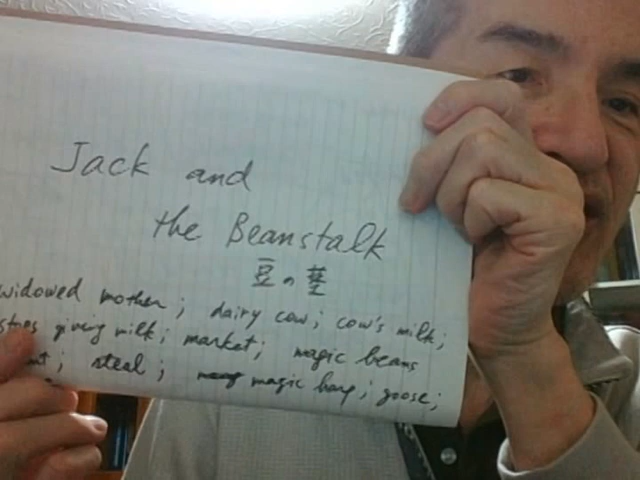 Jack and
the Beanstalk
豆の茎
widowed mother; dairy cow; cow's milk;
giving milk; market; magic beans
; steal; magic harp; goose;